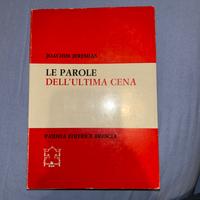 JOACHIM JEREMIAS
LE PAROLE
DELL'ULTIMA CENA
PAIDEIA EDITRICE BRESCIA